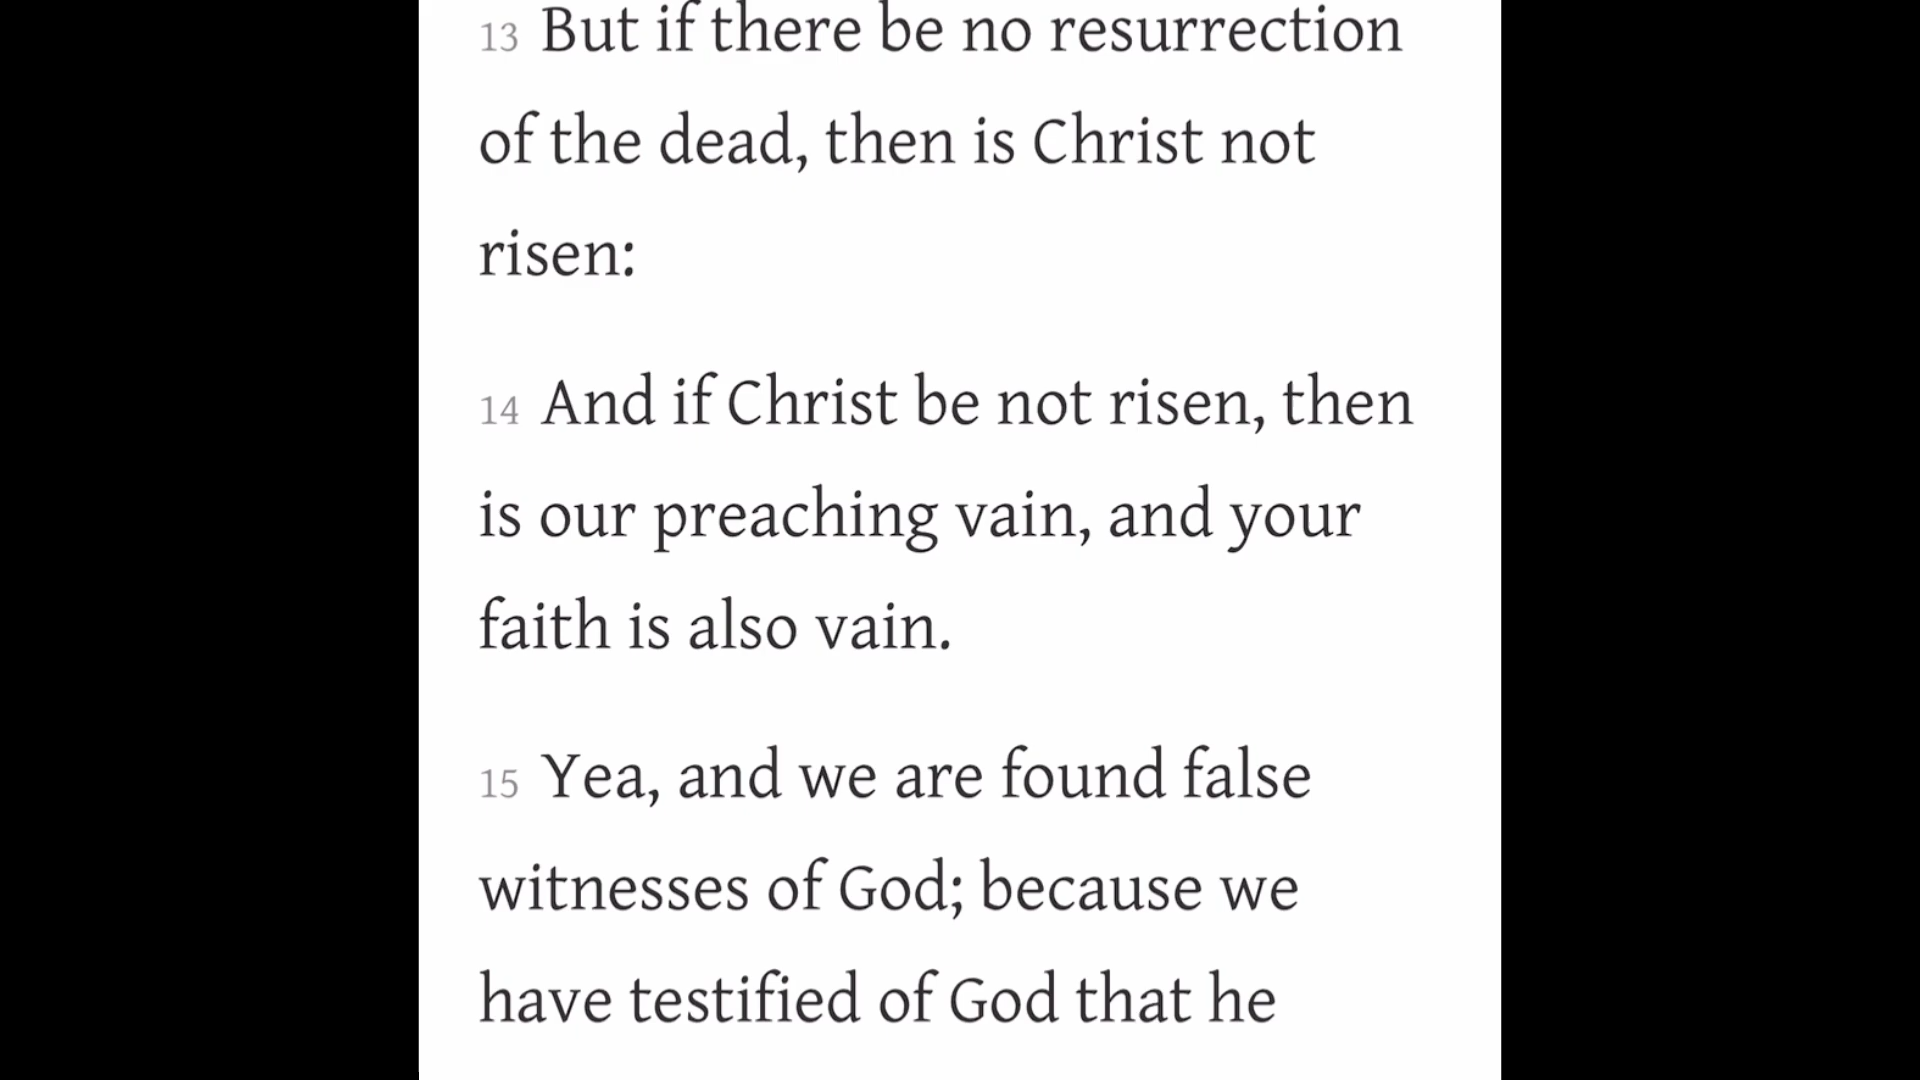 13 But if there be no resurrection
of the dead, then is Christ not
risen:
14 And if Christ be not risen, then
is our preaching vain, and your
faith is also vain.
15 Yea, and we are found false
witnesses of God; because we
have testified of God that he